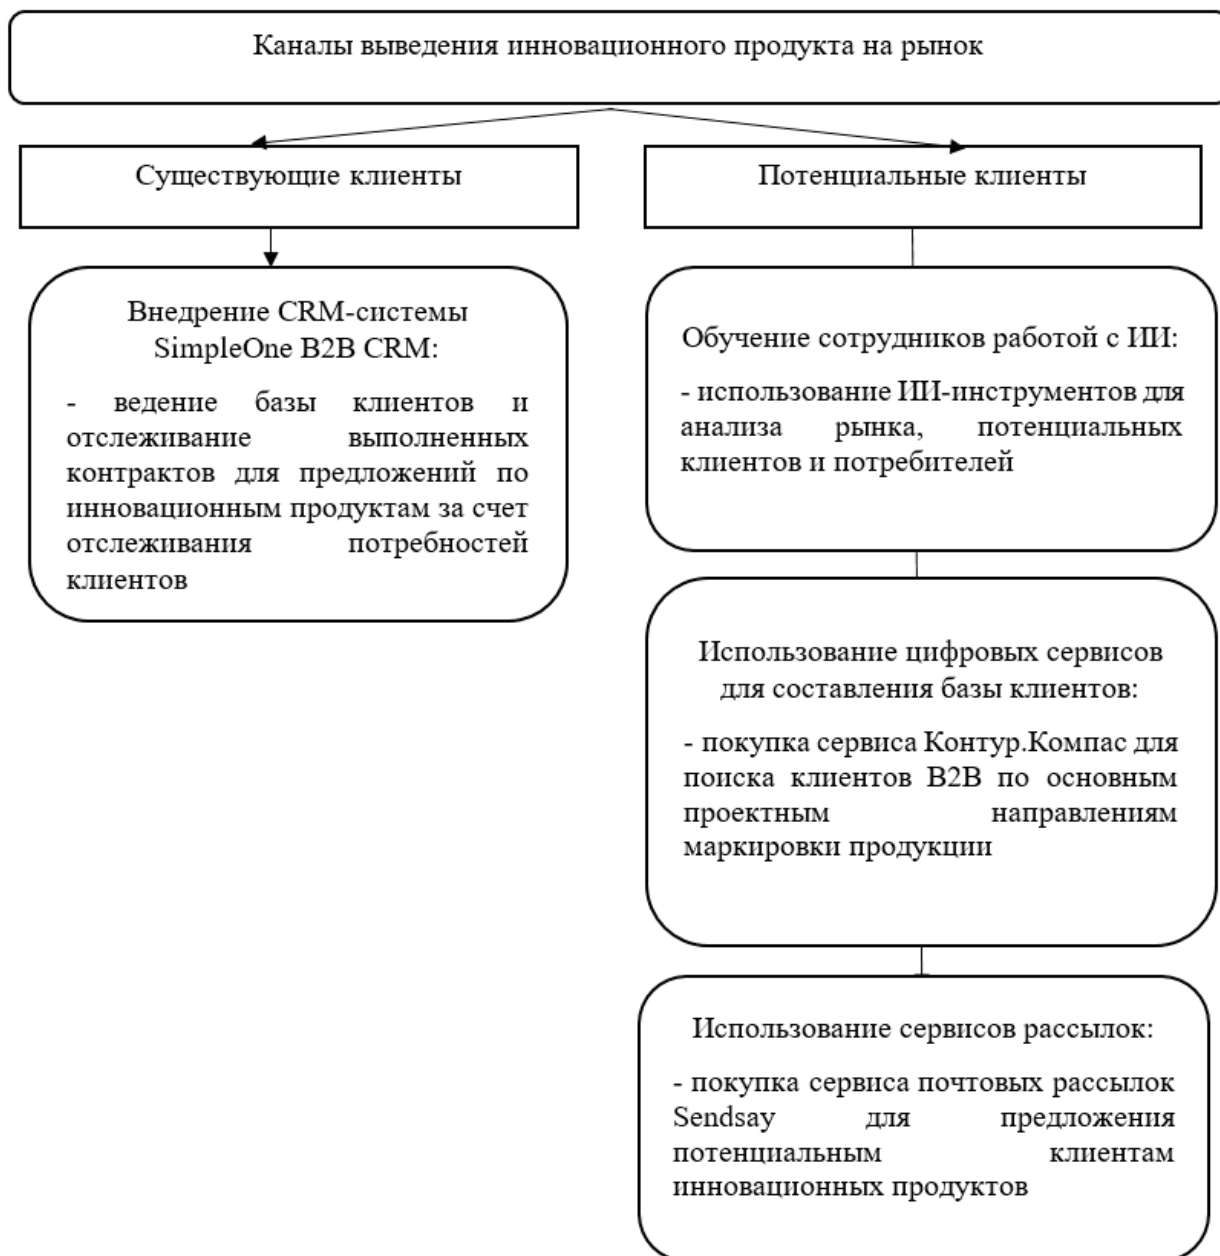 Каналы выведения инновационного продукта на рынок
Существующие клиенты
Потенциальные клиенты
Внедрение CRM-системы
SimpleOne B2B CRM:
- ведение базы клиентов и
отслеживание выполненных
контрактов для предложений по
инновационным продуктам за счет
отслеживания потребностей
клиентов
Обучение сотрудников работой с ИИ:
- использование ИИ-инструментов для
анализа рынка, потенциальных
клиентов и потребителей
Использование цифровых сервисов
для составления базы клиентов:
- покупка сервиса Контур.Компас для
поиска клиентов B2B по основным
проектным направлениям
маркировки продукции
Использование сервисов рассылок:
- покупка сервиса почтовых рассылок
Sendsay для предложения
потенциальным клиентам
инновационных продуктов